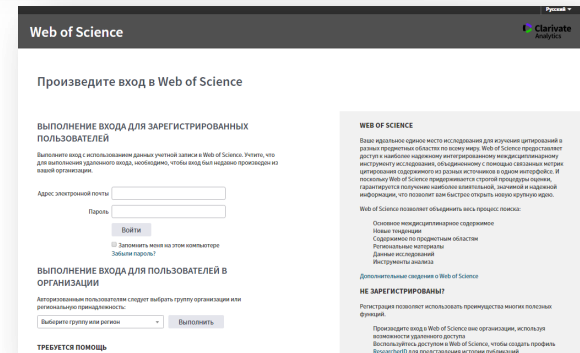 Русский
Web of Science
Clarivate
Analytics
Произведите вход в Web of Science
ВЫПОЛНЕНИЕ ВХОДА ДЛЯ ЗАРЕГИСТРИРОВАННЫХ
ПОЛЬЗОВАТЕЛЕЙ
Выполните вход с использованием данных учетной записи в Web of Science. Учтите, что
для выполнения удаленного входа, необходимо, чтобы вход был недавно произведен из
вашей организации.
Адрес электронной почты
Пароль
Войти
Запомнить меня на этом компьютере
Забыли пароль?
ВЫПОЛНЕНИЕ ВХОДА ДЛЯ ПОЛЬЗОВАТЕЛЕЙ В
ОРГАНИЗАЦИИ
Авторизованным пользователям следует выбрать группу организации или
региональную принадлежность:
Выберите группу или регион
Выполнить
ТРЕБУЕТСЯ ПОМОЩЬ
WEB OF SCIENCE
Ваше идеальное единое место исследования для изучения цитирований в
разных предметных областях по всему миру. Web of Science предоставляет
доступ к наиболее надежному интегрированному междисциплинарному
инструменту исследования, объединенному с помощью связанных метрик
цитирования содержимого из разных источников в одном интерфейсе. И
поскольку Web of Science придерживается строгой процедуры оценки,
гарантируется получение наиболее влиятельной, значимой и надежной
информации, что позволит вам быстрее открыть новую крупную идею.
Web of Science позволяет объединить весь процесс поиска:
Основное междисциплинарное содержимое
Новые тенденции
Содержимое по предметным областям
Региональные материалы
Данные исследований
Инструменты анализа
Дополнительные сведения о Web of Science
НЕ ЗАРЕГИСТРИРОВАНЫ?
Регистрация позволяет использовать преимущества многих полезных
функций.
Произведите вход в Web of Science вне организации, используя
возможности удаленного доступа
Воспользуйтесь доступом в Web of Science, чтобы создать профиль
ResearcherID для представления истории публикаций